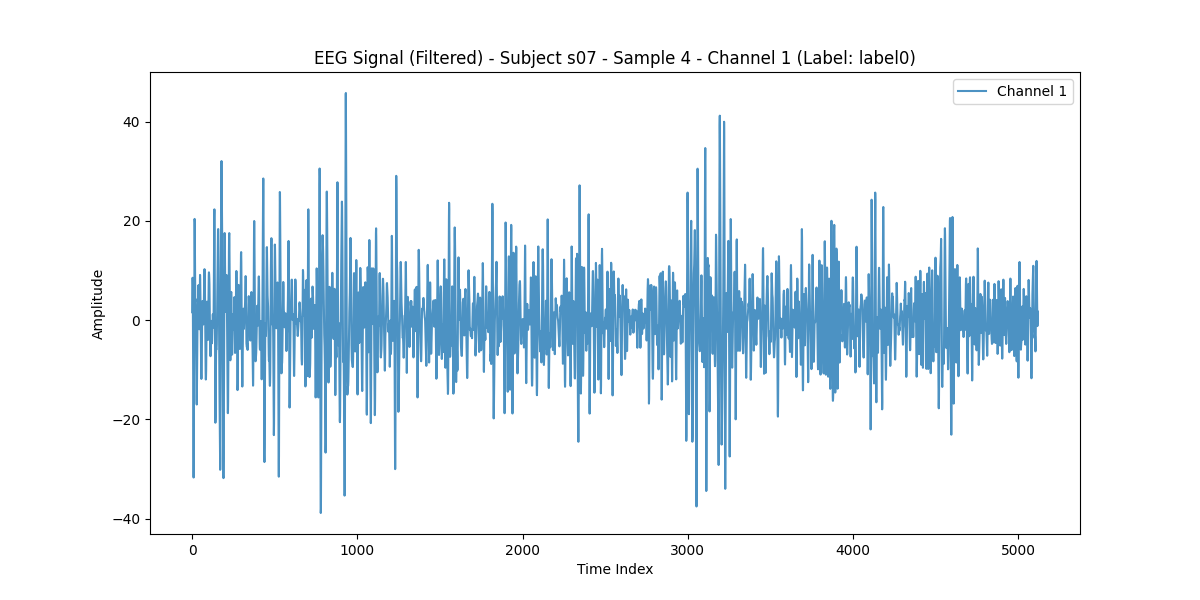 EEG Signal (Filtered) - Subject s07 - Sample 4 - Channel 1 (Label: label0)
Channel 1
40
20
0
−20
−40
Amplitude
0 1000 2000 3000 4000 5000
Time Index